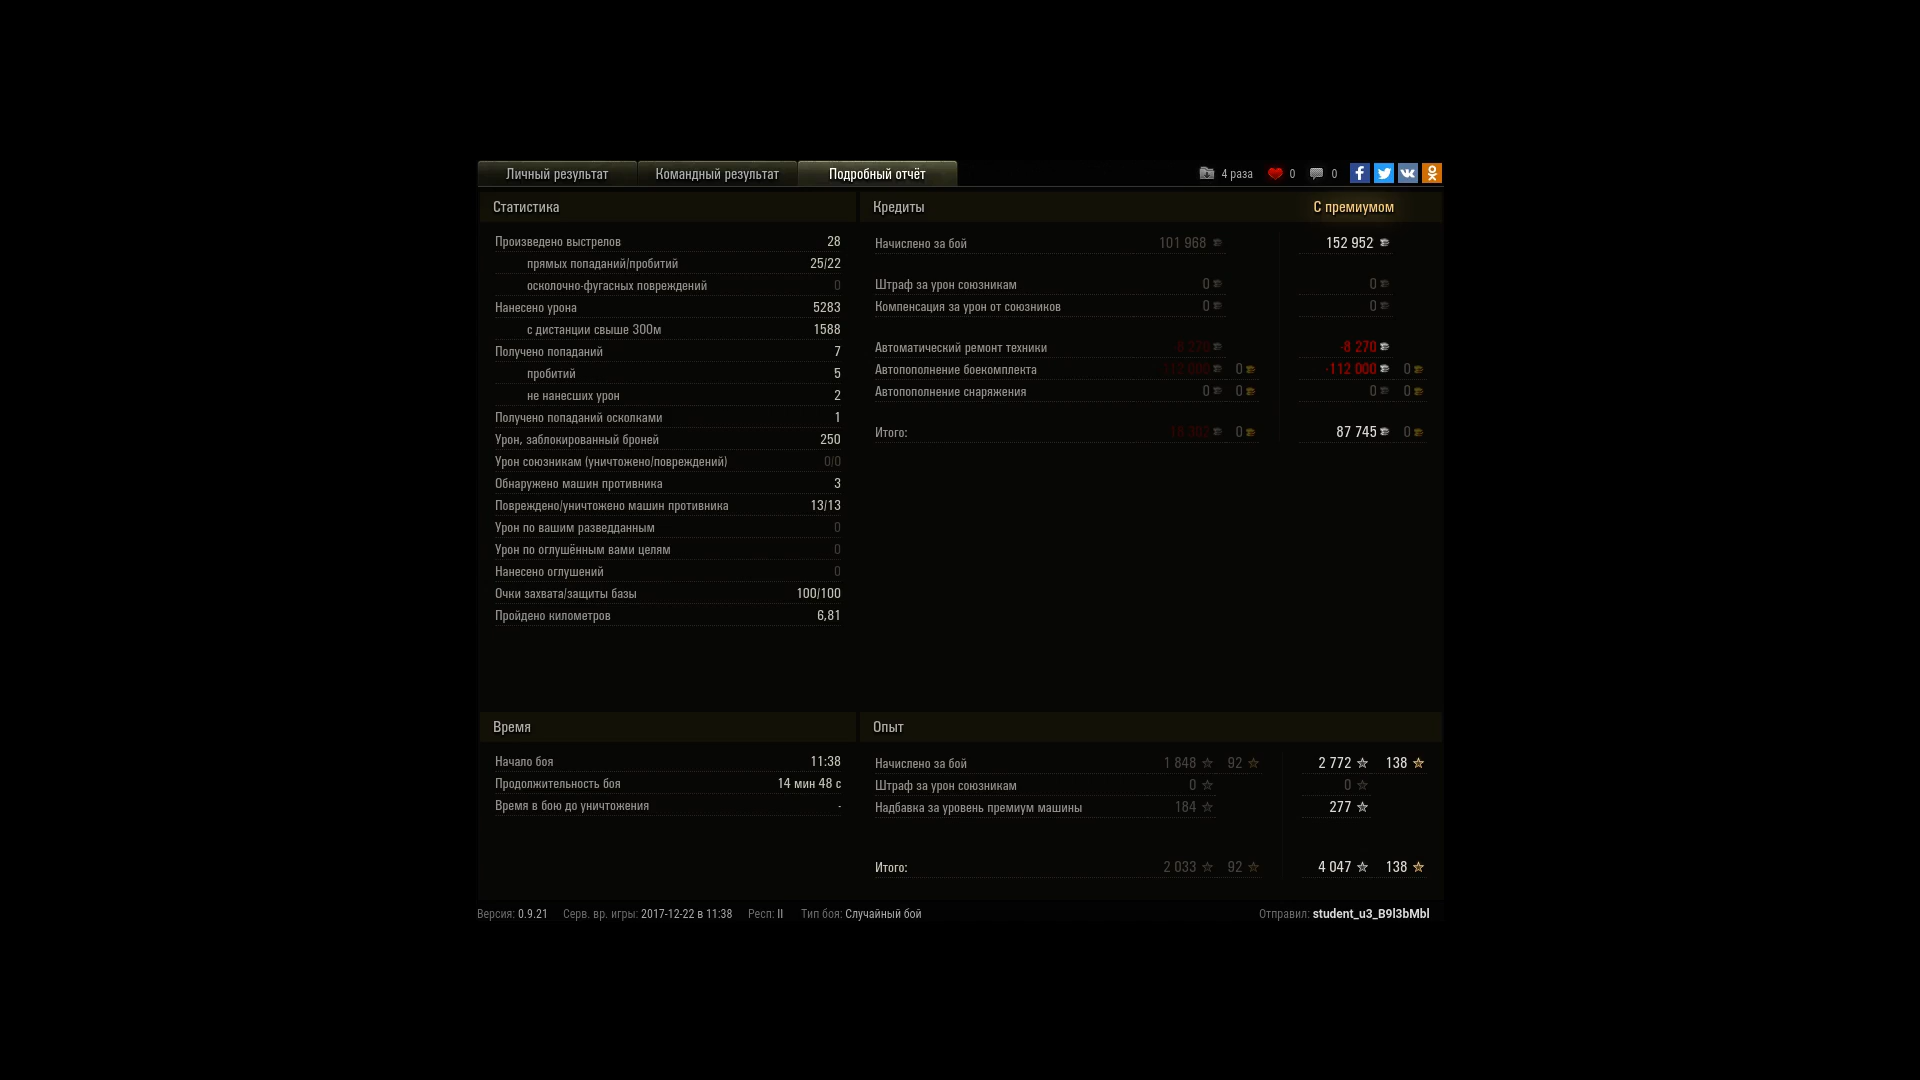 Личный результат Командный результат Подробный отчёт 4 раза 0 0
Статистика
Произведено выстрелов 28
прямых попаданий/пробитий 25/22
осколочно-фугасных повреждений 0
Нанесено урона 5283
с дистанции свыше 300м 1588
Получено попаданий 7
пробитий 5
не нанесших урон 2
Получено попаданий осколками 1
Урон, заблокированный броней 250
Урон союзникам (уничтожено/повреждений) 0/0
Обнаружено машин противника 3
Повреждено/уничтожено машин противника 13/13
Урон по вашим разведданным 0
Урон по оглушённым вами целям 0
Нанесено оглушений 0
Очки захвата/защиты базы 100/100
Пройдено километров 6,81
Кредиты С премиумом
Начислено за бой 101 968 152 952
Штраф за урон союзникам 0 0
Компенсация за урон от союзников 0 0
Автоматический ремонт техники -8 270 -8 270
Автопополнение боекомплекта -112 000 0 -112 000 0
Автопополнение снаряжения 0 0 0 0
Итого: 0 87 745 0
Время
Начало боя 11:38
Продолжительность боя 14 мин 48 с
Время в бою до уничтожения -
Опыт
Начислено за бой 1 848 92 2 772 138
Штраф за урон союзникам 0 0
Надбавка за уровень премиум машины 184 277
Итого: 2 033 92 4 047 138
Версия: 0.9.21 Серв. вр. игры: 2017-12-22 в 11:38 Респ: II Тип боя: Случайный бой Отправил: student_u3_B9l3bMbl